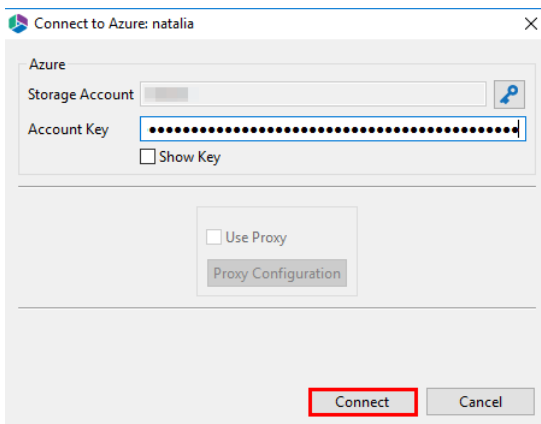 Connect to Azure: natalia
Azure
Storage Account
Account Key ●●●●●●●●●●●●●●●●●●●●●●●●●●●●●●●●●●●●●●●●●●●●
Show Key
Use Proxy
Proxy Configuration
Connect Cancel